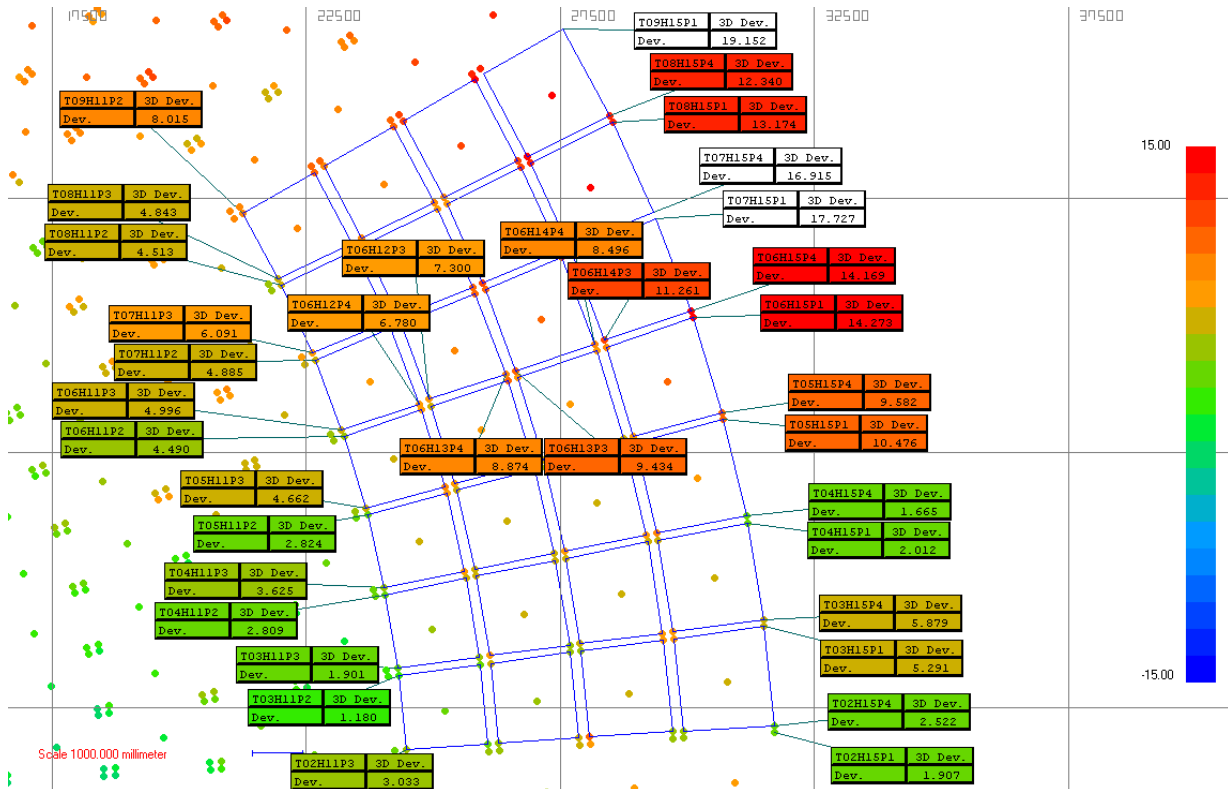 17500
22500
27500
32500
37500
T09H15P1 3D Dev.
Dev. 19.152
T08H15P4 3D Dev.
Dev. 12.340
T09H11P2 3D Dev.
Dev. 8.015
T08H15P1 3D Dev.
Dev. 13.174
15.00
T07H15P4 3D Dev.
Dev. 16.915
T08H11P3 3D Dev.
Dev. 4.843
T07H15P1 3D Dev.
Dev. 17.727
T08H11P2 3D Dev.
Dev. 4.513
T06H14P4 3D Dev.
Dev. 8.496
T06H12P3 3D Dev.
Dev. 7.300
T06H15P4 3D Dev.
Dev. 14.169
T06H14P3 3D Dev.
Dev. 11.261
T06H12P4 3D Dev.
Dev. 6.780
T06H15P1 3D Dev.
Dev. 14.273
T07H11P3 3D Dev.
Dev. 6.091
T07H11P2 3D Dev.
Dev. 4.885
T05H15P4 3D Dev.
Dev. 9.582
T06H11P3 3D Dev.
Dev. 4.996
T05H15P1 3D Dev.
Dev. 10.476
T06H11P2 3D Dev.
Dev. 4.490
T06H13P4 3D Dev.
Dev. 8.874
T06H13P3 3D Dev.
Dev. 9.434
T05H11P3 3D Dev.
Dev. 4.662
T04H15P4 3D Dev.
Dev. 1.665
T05H11P2 3D Dev.
Dev. 2.824
T04H15P1 3D Dev.
Dev. 2.012
T04H11P3 3D Dev.
Dev. 3.625
T04H11P2 3D Dev.
Dev. 2.809
T03H15P4 3D Dev.
Dev. 5.879
T03H15P1 3D Dev.
Dev. 5.291
T03H11P3 3D Dev.
Dev. 1.901
-15.00
T03H11P2 3D Dev.
Dev. 1.180
T02H15P4 3D Dev.
Dev. 2.522
Scale 1000.000 millimeter
T02H11P3 3D Dev.
Dev. 3.033
T02H15P1 3D Dev.
Dev. 1.907